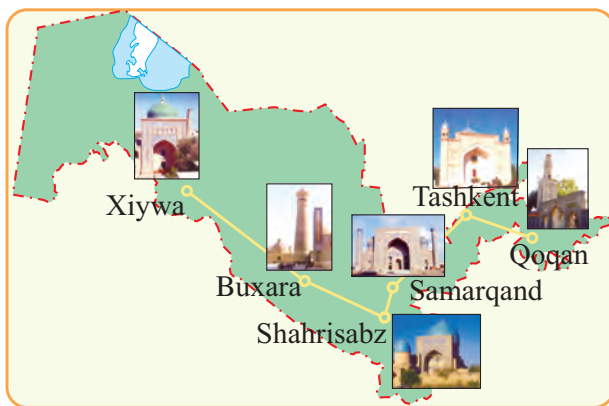 Xiywa
Tashkent
Qoqan
Buxara
Samarqand
Shahrisabz